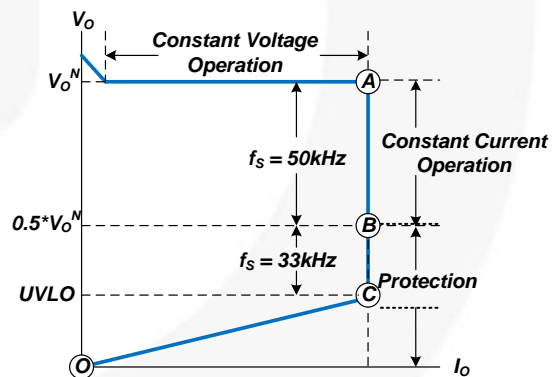 V_O
Constant Voltage
Operation
V_O^N
A
f_S = 50kHz
Constant Current
Operation
0.5*V_O^N
B
f_S = 33kHz
Protection
UVLO
C
O
I_O